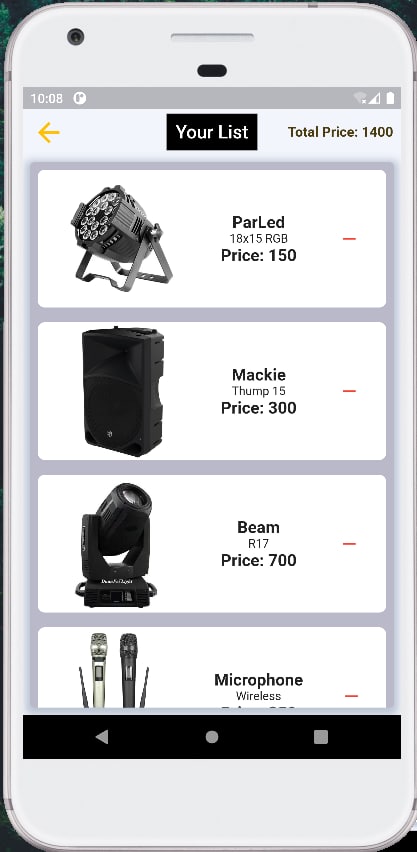 10:08
Your List
Total Price: 1400
ParLed
18x15 RGB
Price: 150
Mackie
Thump 15
Price: 300
Beam
R17
Price: 700
Microphone
Wireless